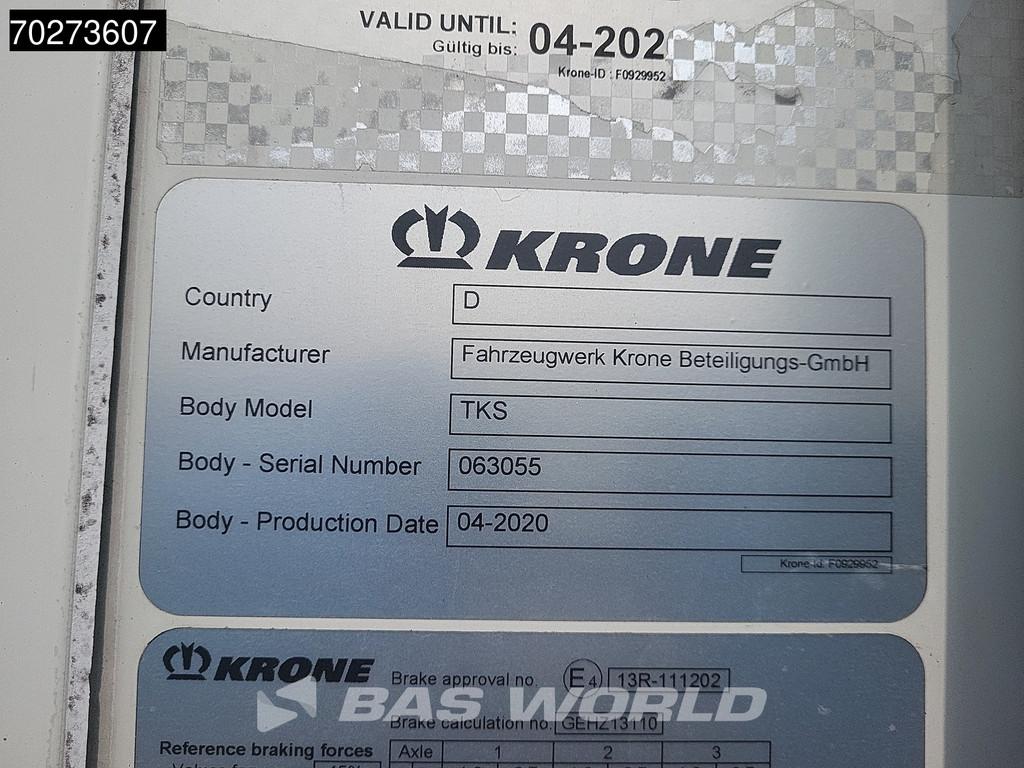 70273607
VALID UNTIL:
Gültig bis: 04-202
Krone-ID : F0929952
KRONE
Country D
Manufacturer Fahrzeugwerk Krone Beteiligungs-GmbH
Body Model TKS
Body - Serial Number 063055
Body - Production Date 04-2020
Krone-Id: F0929952
KRONE Brake approval no. E4 13R-111202
BAS WORLD
Brake calculation no. GEHZ13110
Reference braking forces Axle 1 2 3